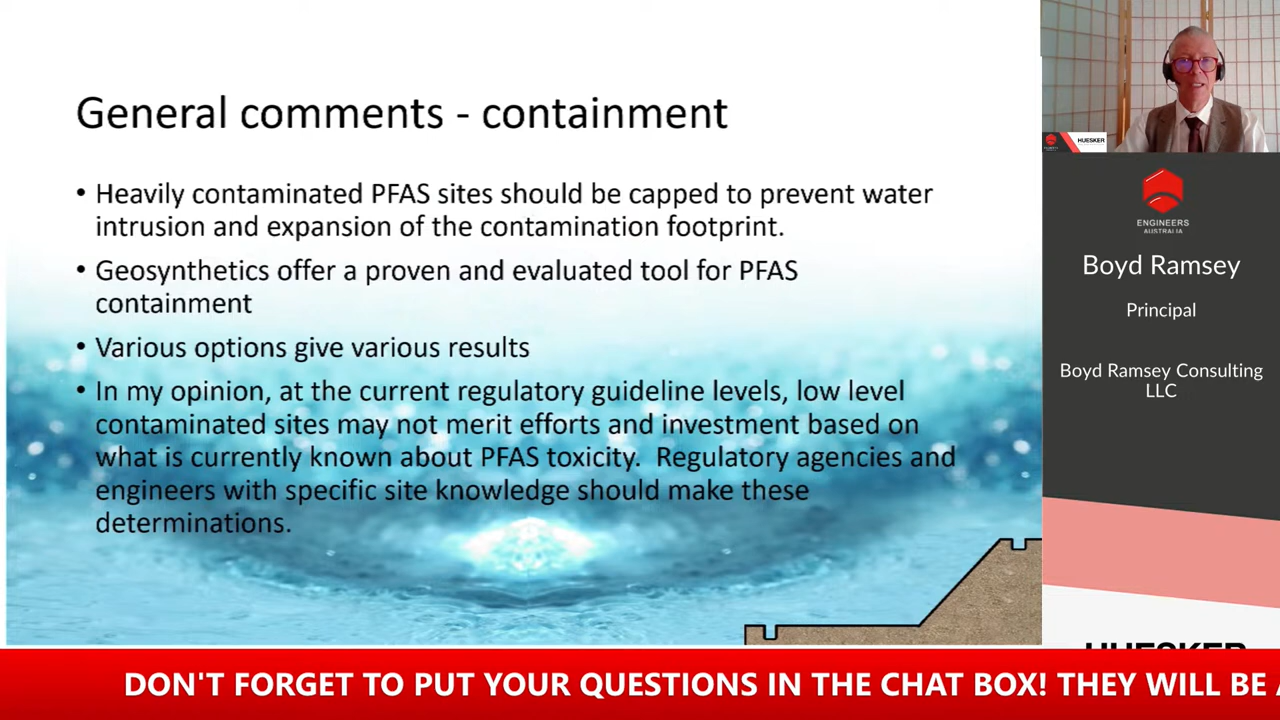 General comments - containment
• Heavily contaminated PFAS sites should be capped to prevent water
intrusion and expansion of the contamination footprint.
• Geosynthetics offer a proven and evaluated tool for PFAS
containment
• Various options give various results
• In my opinion, at the current regulatory guideline levels, low level
contaminated sites may not merit efforts and investment based on
what is currently known about PFAS toxicity.  Regulatory agencies and
engineers with specific site knowledge should make these
determinations.
HUESKER
ENGINEERS
AUSTRALIA
Boyd Ramsey
Principal
Boyd Ramsey Consulting
LLC
HUESKER
DON'T FORGET TO PUT YOUR QUESTIONS IN THE CHAT BOX! THEY WILL BE